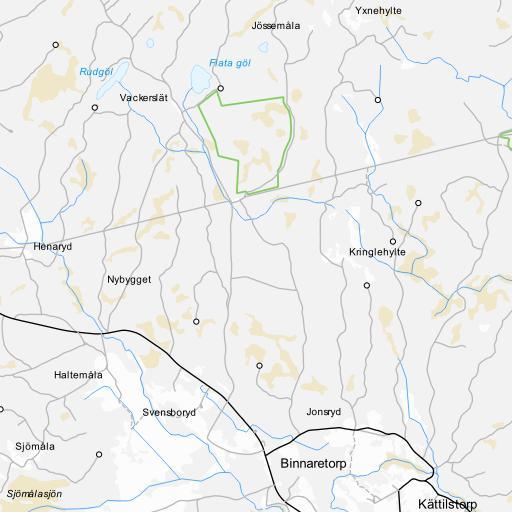 Yxnehylte
Jössemåla
Flata göl
Rudgöl
Vackerslät
Henaryd
Kringlehylte
Nybygget
Haltemåla
Svensboryd
Jonsryd
Sjömåla
Binnaretorp
Sjömålasjön
Kättilstorp